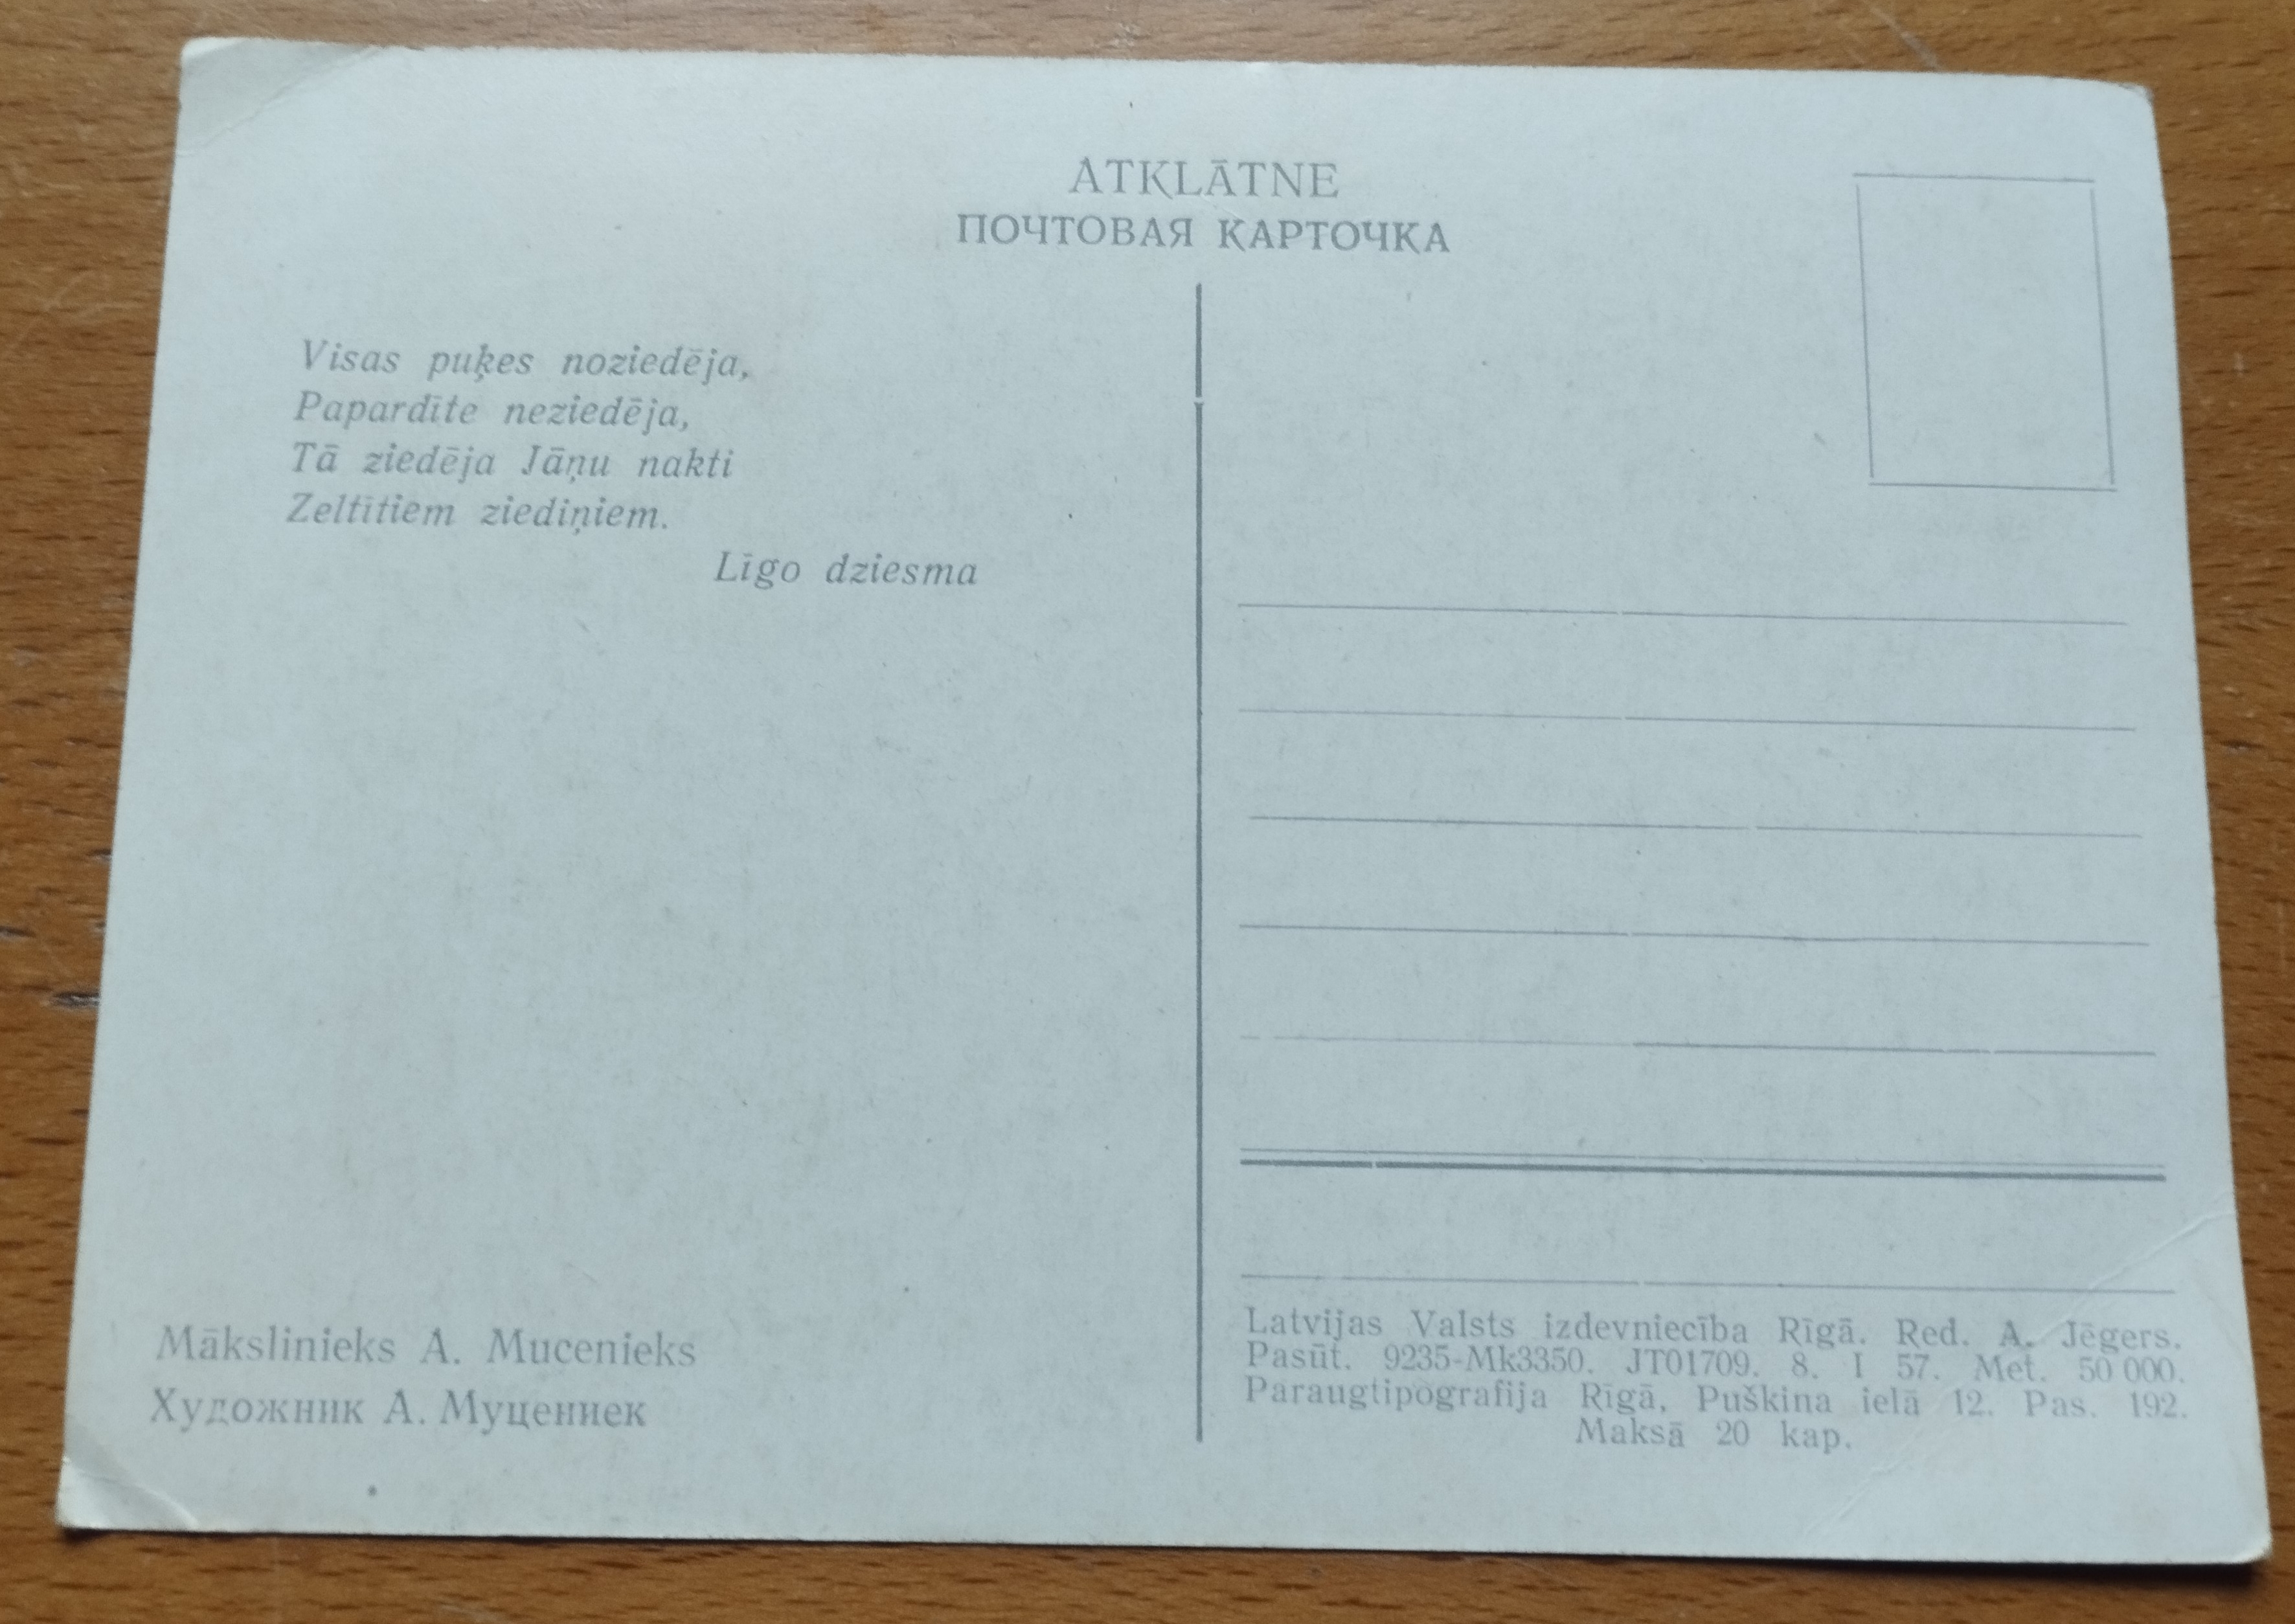 ATKLĀTNE
ПОЧТОВАЯ КАРТОЧКА
Visas puķes noziedēja,
Papardīte neziedēja,
Tā ziedēja Jāņu nakti
Zeltītiem ziediņiem.
Līgo dziesma
Mākslinieks A. Mucenieks
Художник А. Муцениек
Latvijas Valsts izdevniecība Rīgā. Red. A. Jēgers.
Pasūt. 9235-Mk3350. JT01709. 8. I 57. Met. 50 000.
Paraugtipografija Rīgā, Puškina ielā 12. Pas. 192.
Maksā 20 kap.